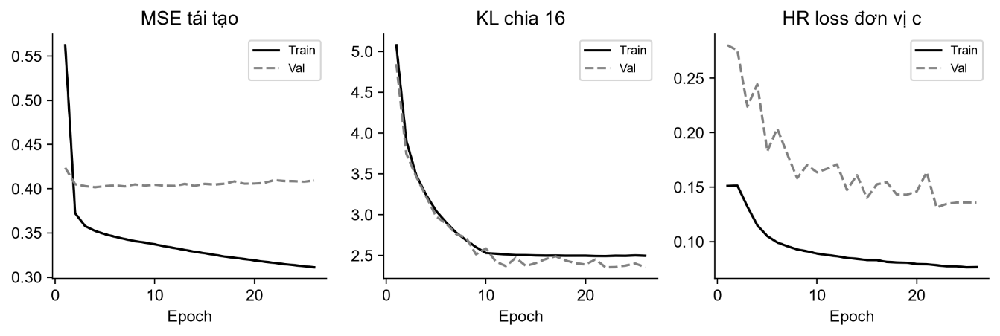 MSE tái tạo
0.55
0.50
0.45
0.40
0.35
0.30
0
10
20
Epoch
Train
Val
KL chia 16
5.0
4.5
4.0
3.5
3.0
2.5
0
10
20
Epoch
Train
Val
HR loss đơn vị c
0.25
0.20
0.15
0.10
0
10
20
Epoch
Train
Val